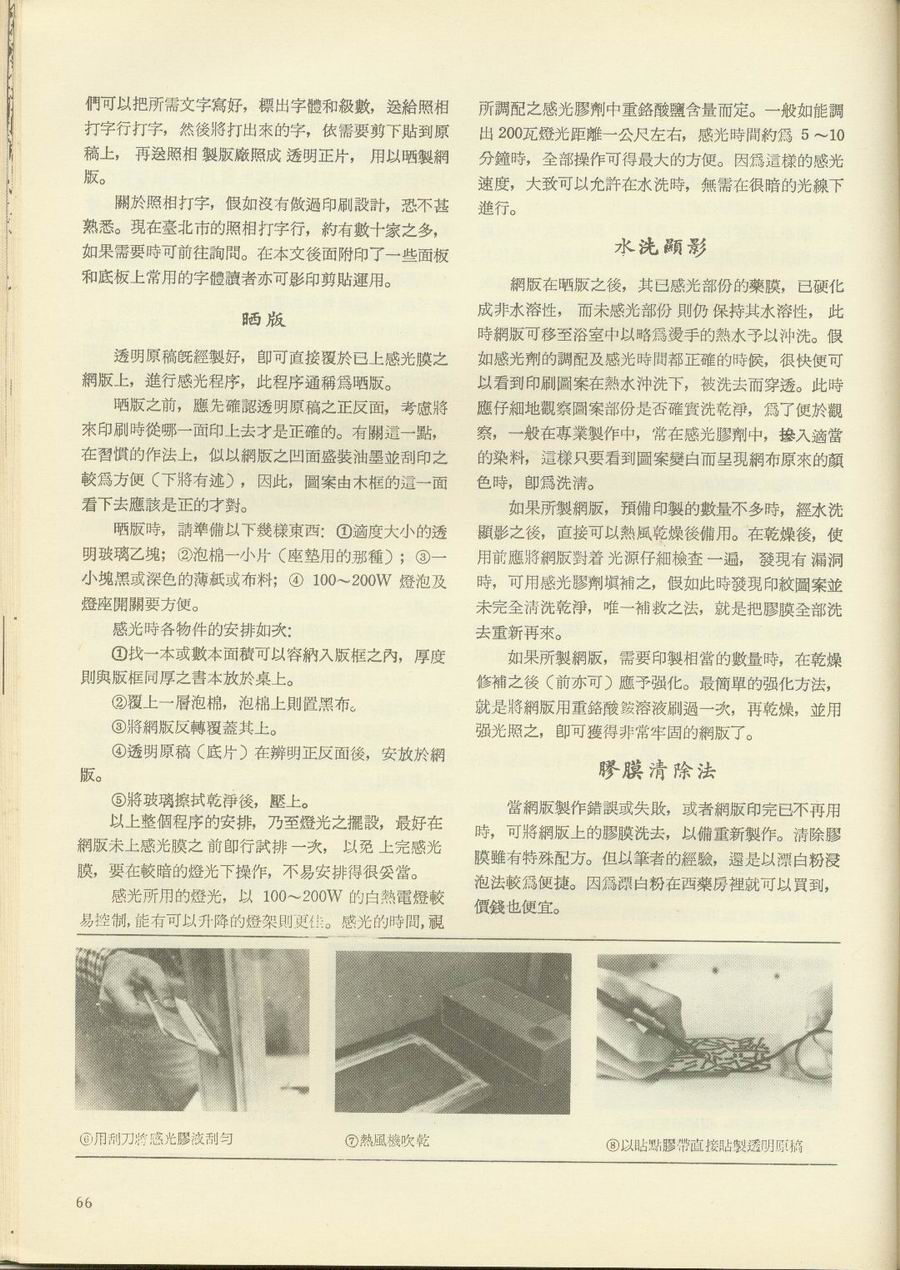 們可以把所需文字寫好，標出字體和級數，送給照相
打字行打字，然後將打出來的字，依需要剪下貼到原
稿上，再送照相製版廠照成透明正片，用以晒製網
版。
關於照相打字，假如沒有做過印刷設計，恐不甚
熟悉。現在臺北市的照相打字行，約有數十家之多，
如果需要時可前往詢問。在本文後面附印了一些面板
和底板上常用的字體讀者亦可影印剪貼運用。
晒版
透明原稿旣經製好，卽可直接覆於已上感光膜之
網版上，進行感光程序，此程序通稱爲晒版。
晒版之前，應先確認透明原稿之正反面，考慮將
來印刷時從哪一面印上去才是正確的。有關這一點，
在習慣的作法上，似以網版之凹面盛裝油墨並刮印之
較爲方便（下將有述），因此，圖案由木框的這一面
看下去應該是正的才對。
晒版時，請準備以下幾樣東西：①適度大小的透
明玻璃乙塊；②泡棉一小片（座墊用的那種）；③一
小塊黑或深色的薄紙或布料；④ 100～200W 燈泡及
燈座開關要方便。
感光時各物件的安排如次：
①找一本或數本面積可以容納入版框之內，厚度
則與版框同厚之書本放於桌上。
②覆上一層泡棉，泡棉上則置黑布。
③將網版反轉覆蓋其上。
④透明原稿（底片）在辨明正反面後，安放於網
版。
⑤將玻璃擦拭乾淨後，壓上。
以上整個程序的安排，乃至燈光之擺設，最好在
網版未上感光膜之前卽行試排一次，以免上完感光
膜，要在較暗的燈光下操作，不易安排得很妥當。
感光所用的燈光，以 100～200W 的白熱電燈較
易控制，能有可以升降的燈架則更佳。感光的時間，視
所調配之感光膠劑中重鉻酸鹽含量而定。一般如能調
出 200瓦燈光距離一公尺左右，感光時間約爲 5 ～10
分鐘時，全部操作可得最大的方便。因爲這樣的感光
速度，大致可以允許在水洗時，無需在很暗的光線下
進行。
水洗顯影
網版在晒版之後，其已感光部份的藥膜，已硬化
成非水溶性，而未感光部份則仍保持其水溶性，此
時網版可移至浴室中以略爲燙手的熱水予以沖洗。假
如感光劑的調配及感光時間都正確的時候，很快便可
以看到印刷圖案在熱水沖洗下，被洗去而穿透。此時
應仔細地觀察圖案部份是否確實洗乾淨，爲了便於觀
察，一般在專業製作中，常在感光膠劑中，摻入適當
的染料，這樣只要看到圖案變白而呈現網布原來的顏
色時，卽爲洗淸。
如果所製網版，預備印製的數量不多時，經水洗
顯影之後，直接可以熱風乾燥後備用。在乾燥後，使
用前應將網版對着光源仔細檢查一遍，發現有漏洞
時，可用感光膠劑塡補之，假如此時發現印紋圖案並
未完全淸洗乾淨，唯一補救之法，就是把膠膜全部洗
去重新再來。
如果所製網版，需要印製相當的數量時，在乾燥
修補之後（前亦可）應予强化。最簡單的强化方法，
就是將網版用重鉻酸銨溶液刷過一次，再乾燥，並用
强光照之，卽可獲得非常牢固的網版了。
膠膜清除法
當網版製作錯誤或失敗，或者網版印完已不再用
時，可將網版上的膠膜洗去，以備重新製作。淸除膠
膜雖有特殊配方。但以筆者的經驗，還是以漂白粉浸
泡法較爲便捷。因爲漂白粉在西藥房裡就可以買到，
價錢也便宜。
⑥用刮刀將感光膠液刮勻
⑦熱風機吹乾
⑧以貼點膠帶直接貼製透明原稿
66